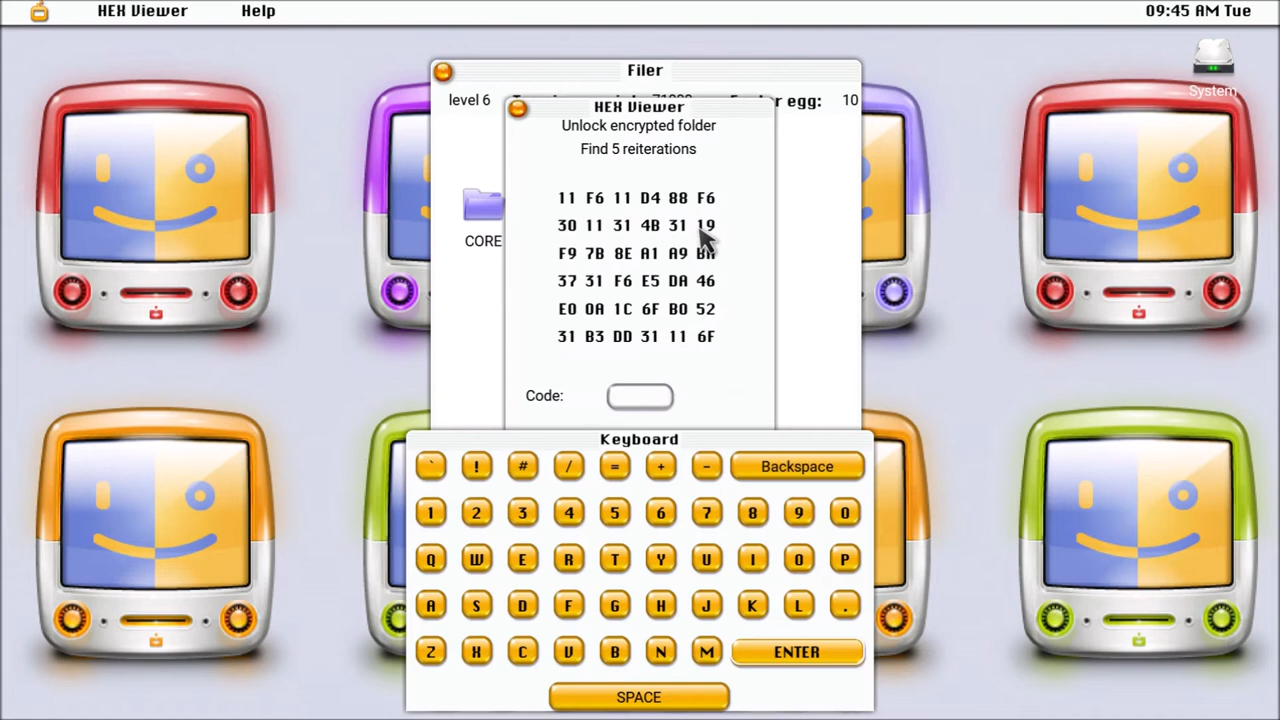 HEX Viewer Help 09:45 AM Tue
System
Filer
level 6 egg: 10
HEX Viewer
Unlock encrypted folder
Find 5 reiterations
11 F6 11 D4 88 F6
30 11 31 4B 31 19
F9 7B 8E A1 A9 BA
37 31 F6 E5 DA 46
E0 0A 1C 6F B0 52
31 B3 DD 31 11 6F
CORE
Code:
Keyboard
` ! # / = + - Backspace
1 2 3 4 5 6 7 8 9 0
Q W E R T Y U I O P
A S D F G H J K L .
Z X C V B N M ENTER
SPACE